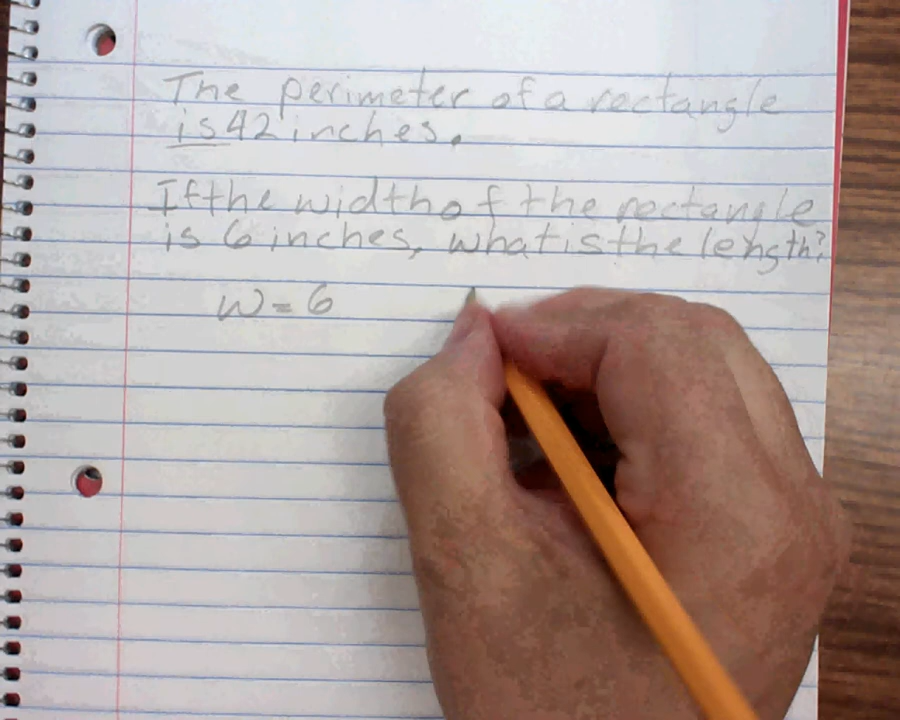 The perimeter of a rectangle
is 42 inches.
If the width of the rectangle
is 6 inches, what is the length?
W = 6